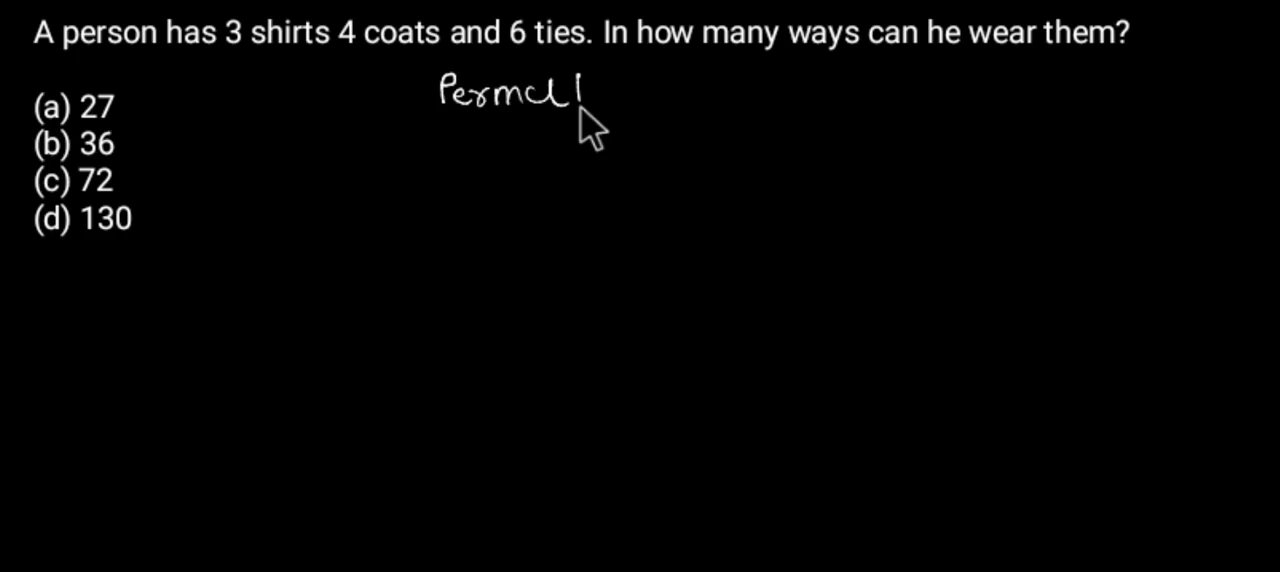 A person has 3 shirts 4 coats and 6 ties. In how many ways can he wear them?
(a) 27
(b) 36
(c) 72
(d) 130